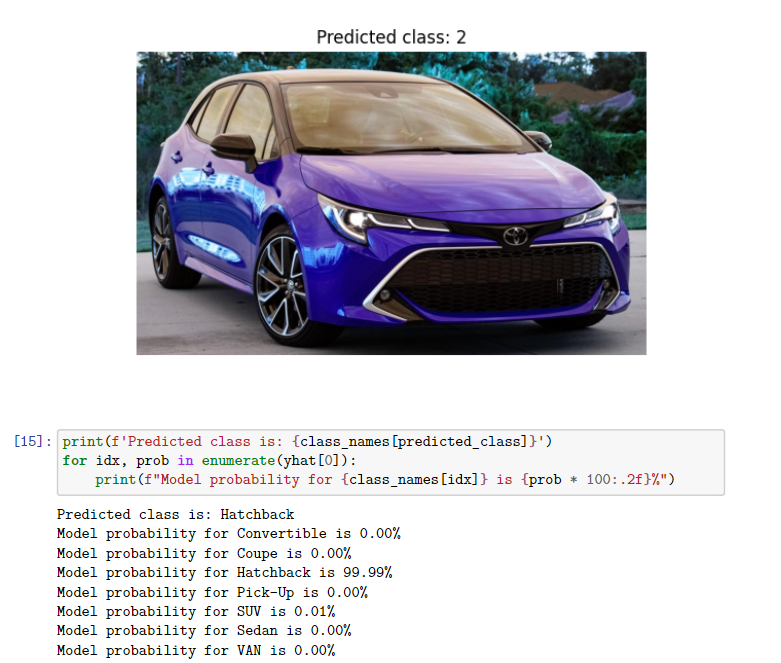 Predicted class: 2
[15]: print(f'Predicted class is: {class_names[predicted_class]}')
for idx, prob in enumerate(yhat[0]):
    print(f"Model probability for {class_names[idx]} is {prob * 100:.2f}%")
Predicted class is: Hatchback
Model probability for Convertible is 0.00%
Model probability for Coupe is 0.00%
Model probability for Hatchback is 99.99%
Model probability for Pick-Up is 0.00%
Model probability for SUV is 0.01%
Model probability for Sedan is 0.00%
Model probability for VAN is 0.00%